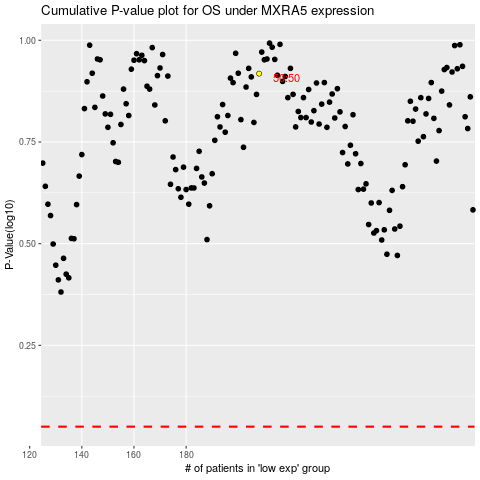 Cumulative P-value plot for OS under MXRA5 expression
P-Value(log10)
1.00
0.75
0.50
0.25
120 140 160 180
# of patients in 'low exp' group